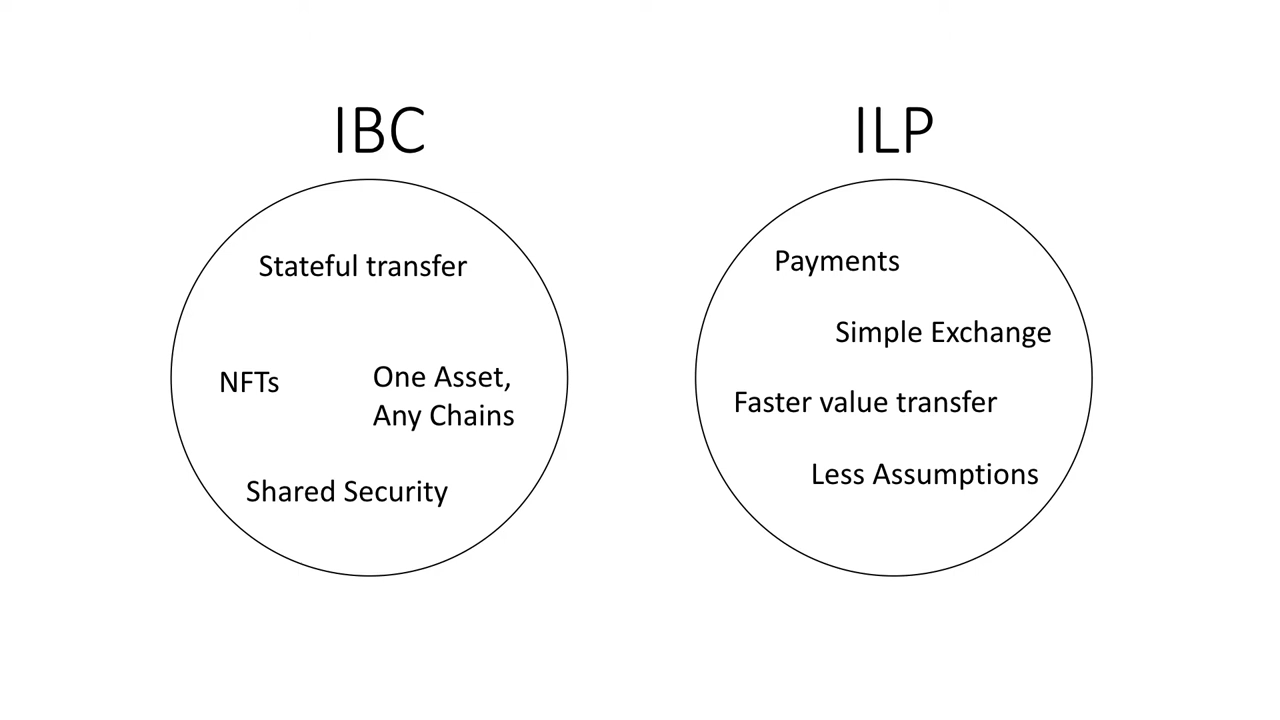 IBC
Stateful transfer
NFTs
One Asset,
Any Chains
Shared Security
ILP
Payments
Simple Exchange
Faster value transfer
Less Assumptions